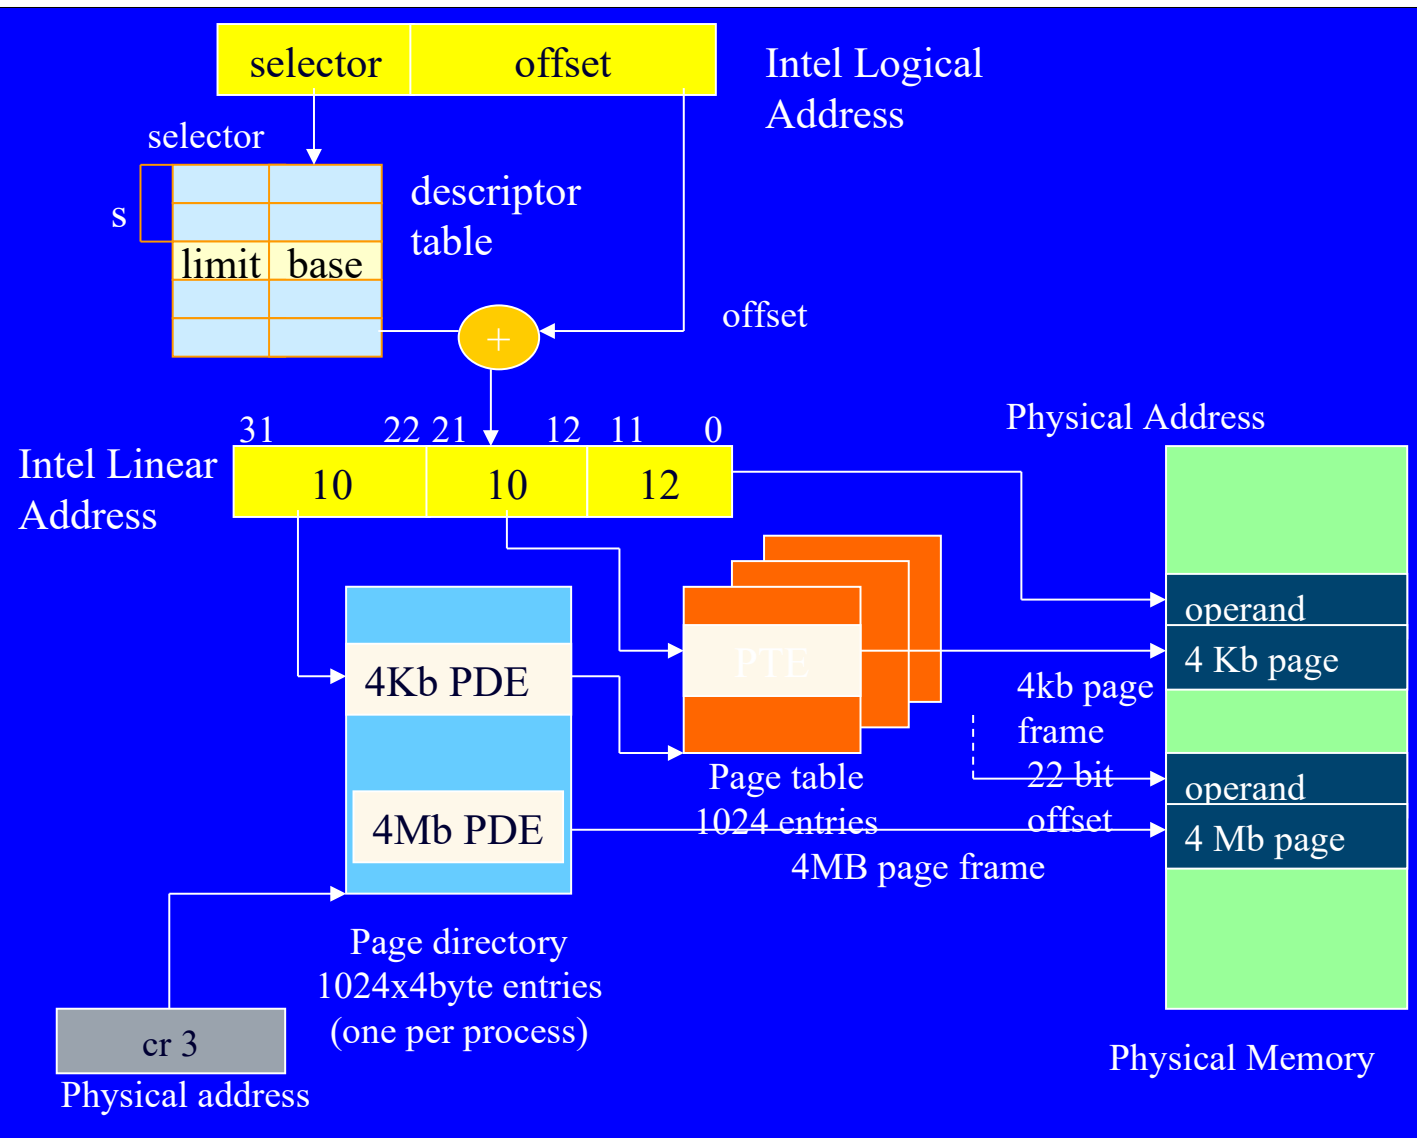 selector offset
Intel Logical
Address
selector
descriptor
table
s
limit base
offset
+
31 22 21 12 11 0
Physical Address
Intel Linear
Address
10 10 12
operand
4 Kb page
PTE
4Kb PDE
4kb page
frame
22 bit
offset
Page table
1024 entries
operand
4 Mb page
4Mb PDE
4MB page frame
Page directory
1024x4byte entries
(one per process)
cr 3
Physical address
Physical Memory